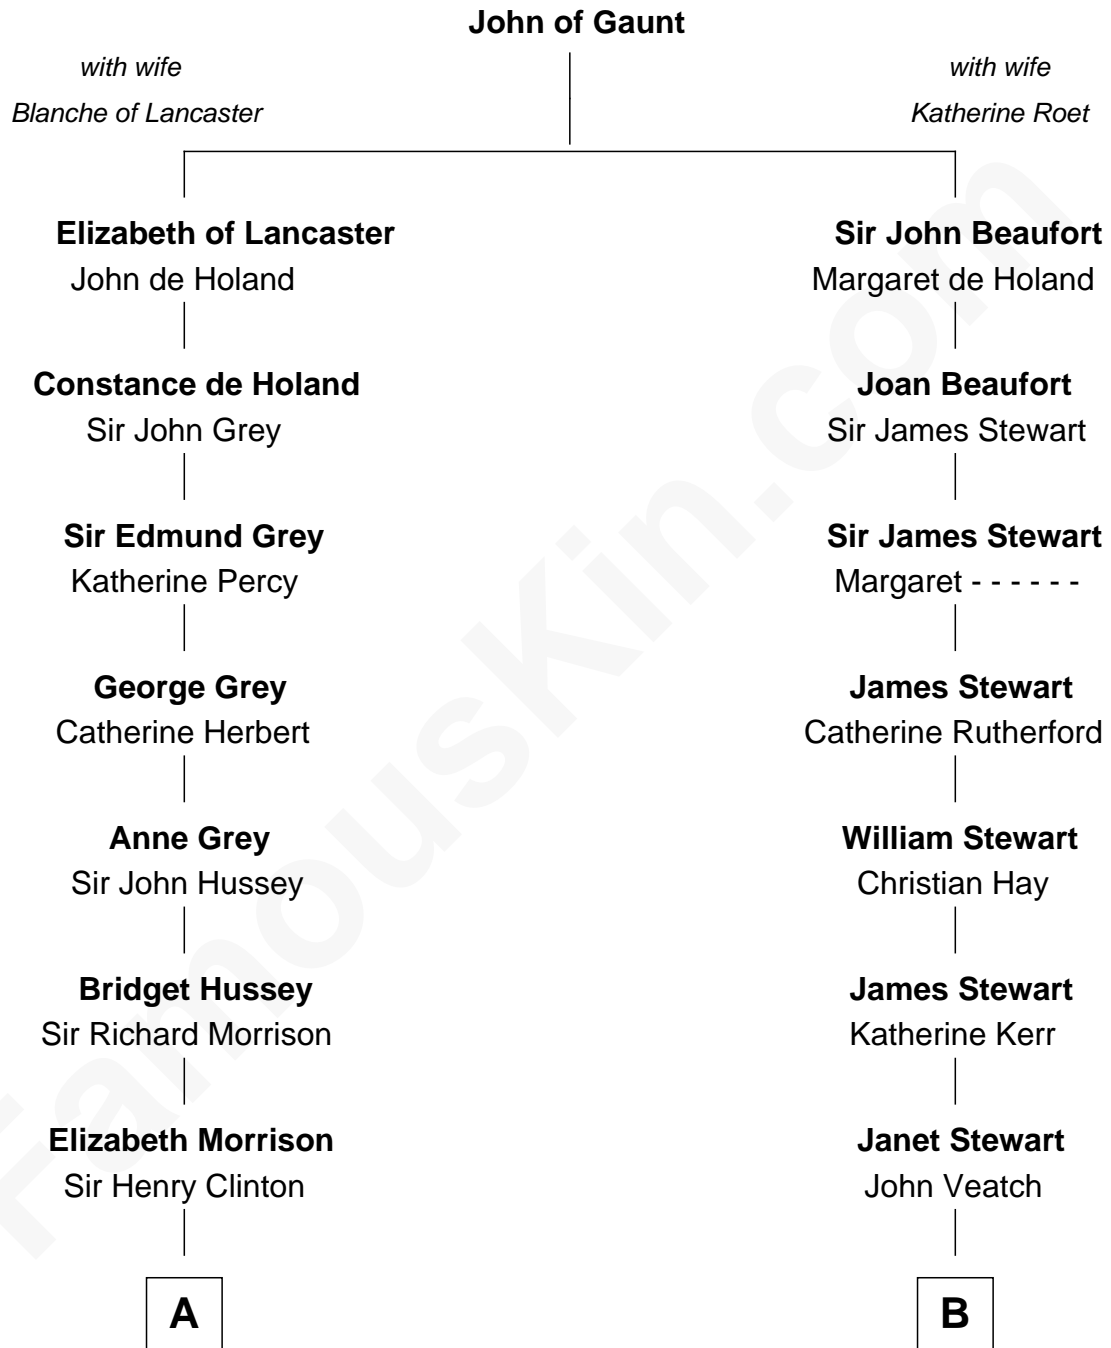 John of Gaunt
with wife
Blanche of Lancaster
with wife
Katherine Roet
Elizabeth of Lancaster
John de Holand
Sir John Beaufort
Margaret de Holand
Constance de Holand
Sir John Grey
Joan Beaufort
Sir James Stewart
Sir Edmund Grey
Katherine Percy
Sir James Stewart
Margaret - - - - - -
George Grey
Catherine Herbert
James Stewart
Catherine Rutherford
Anne Grey
Sir John Hussey
William Stewart
Christian Hay
Bridget Hussey
Sir Richard Morrison
James Stewart
Katherine Kerr
Elizabeth Morrison
Sir Henry Clinton
Janet Stewart
John Veatch
A
B
FamousKin.com